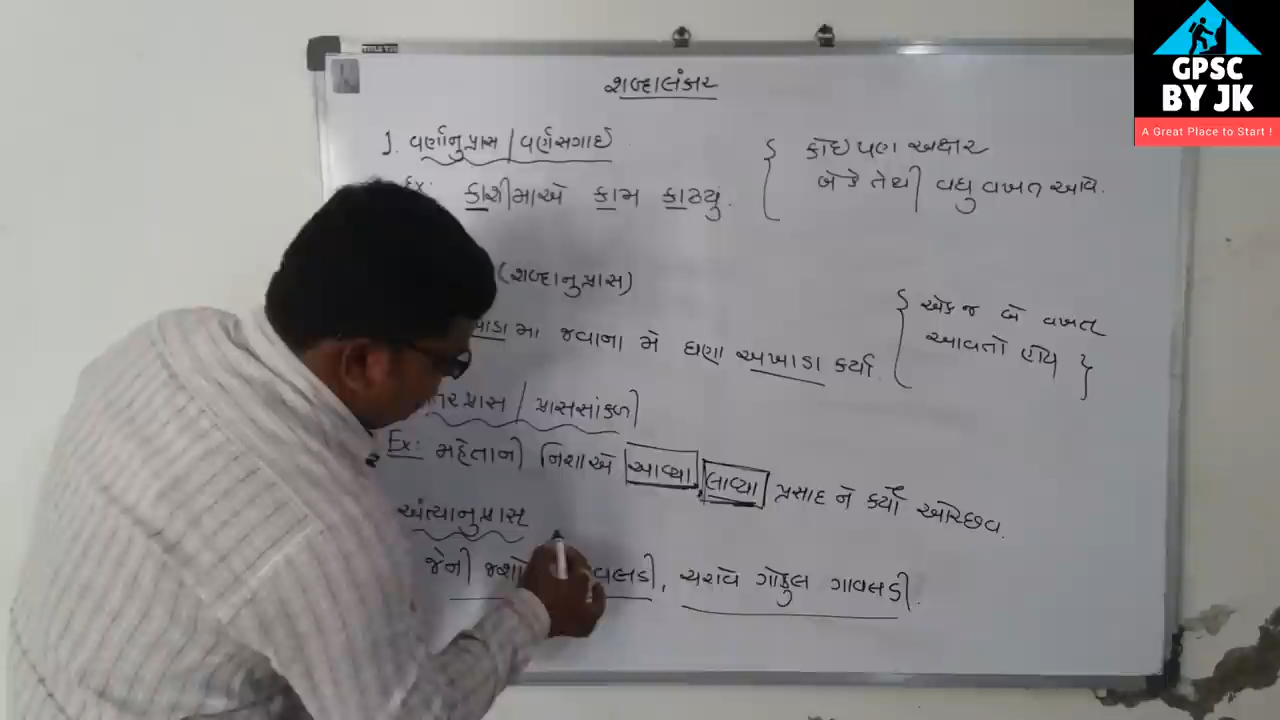 GPSC
BY JK
A Great Place to Start !
શબ્દાલંકાર
1. વર્ણાનુપ્રાસ / વર્ણસગાઈ
Ex: કાશીમાએ કામ કાઢ્યું.
{ કોઈપણ અક્ષર
બે કે તેથી વધુ વખત આવે.
(શબ્દાનુપ્રાસ)
મા જવાના મે ઘણા અખાડા કર્યા.
{ એક જ બે વખત
આવતો હોય }
પ્રાસસાંકળી
Ex: મહેતાની નિશાએ આવ્યા, લાવ્યા પ્રસાદ ને કર્યો ઓચ્છવ.
અંત્યાનુપ્રાસ
જેની, ચરાવે ગોકુલ ગાવલડી.